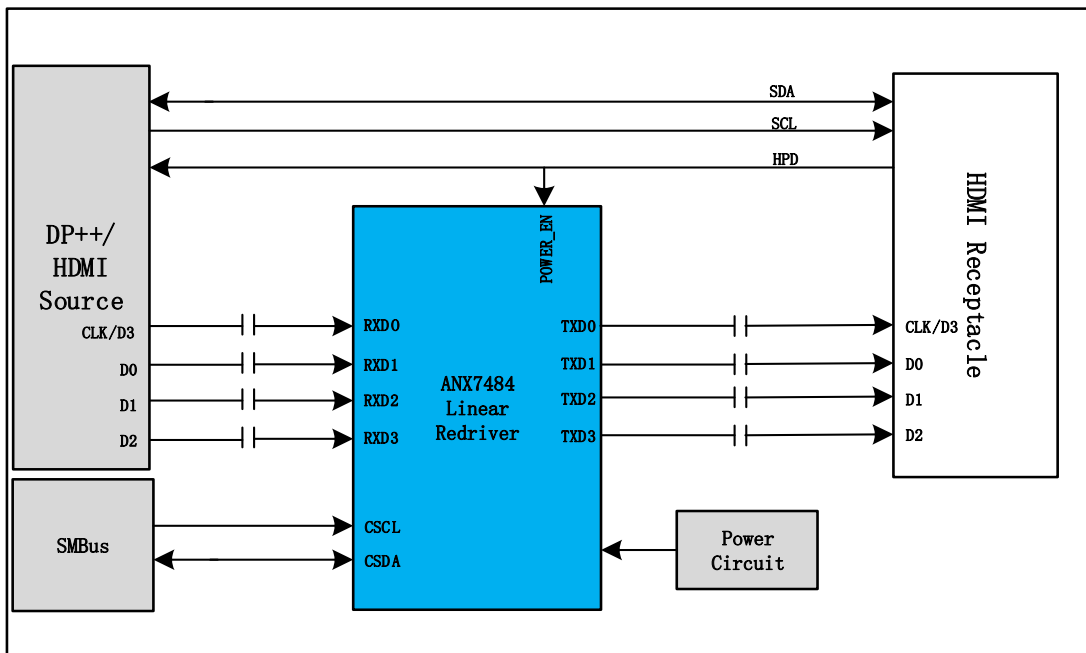 SDA
SCL
HPD
DP++/
HDMI
Source
CLK/D3
D0
D1
D2
POWER_EN
RXD0
RXD1
RXD2
RXD3
ANX7484
Linear
Redriver
TXD0
TXD1
TXD2
TXD3
CSCL
CSDA
HDMI Receptacle
CLK/D3
D0
D1
D2
SMBus
Power
Circuit